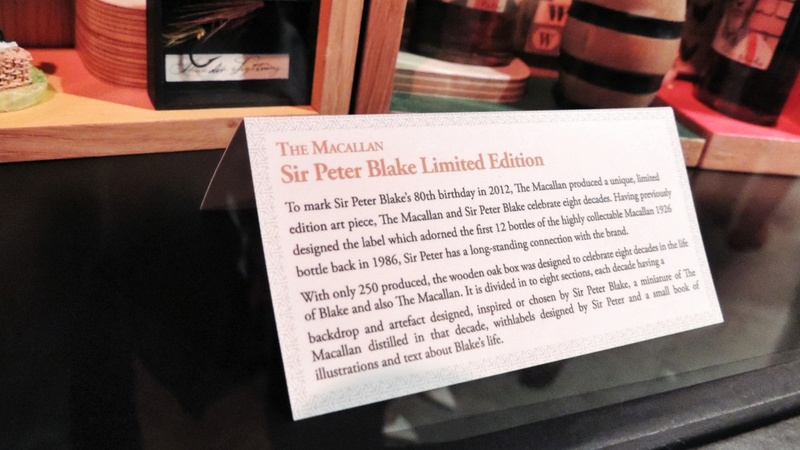 THE MACALLAN
Sir Peter Blake Limited Edition
To mark Sir Peter Blake's 80th birthday in 2012, The Macallan produced a unique, limited
edition art piece, The Macallan and Sir Peter Blake celebrate eight decades. Having previously
designed the label which adorned the first 12 bottles of the highly collectable Macallan 1926
bottle back in 1986, Sir Peter has a long-standing connection with the brand.
With only 250 produced, the wooden oak box was designed to celebrate eight decades in the life
of Blake and also The Macallan. It is divided in to eight sections, each decade having a
backdrop and artefact designed, inspired or chosen by Sir Peter Blake, a miniature of The
Macallan distilled in that decade, withlabels designed by Sir Peter and a small book of
illustrations and text about Blake's life.
W
W